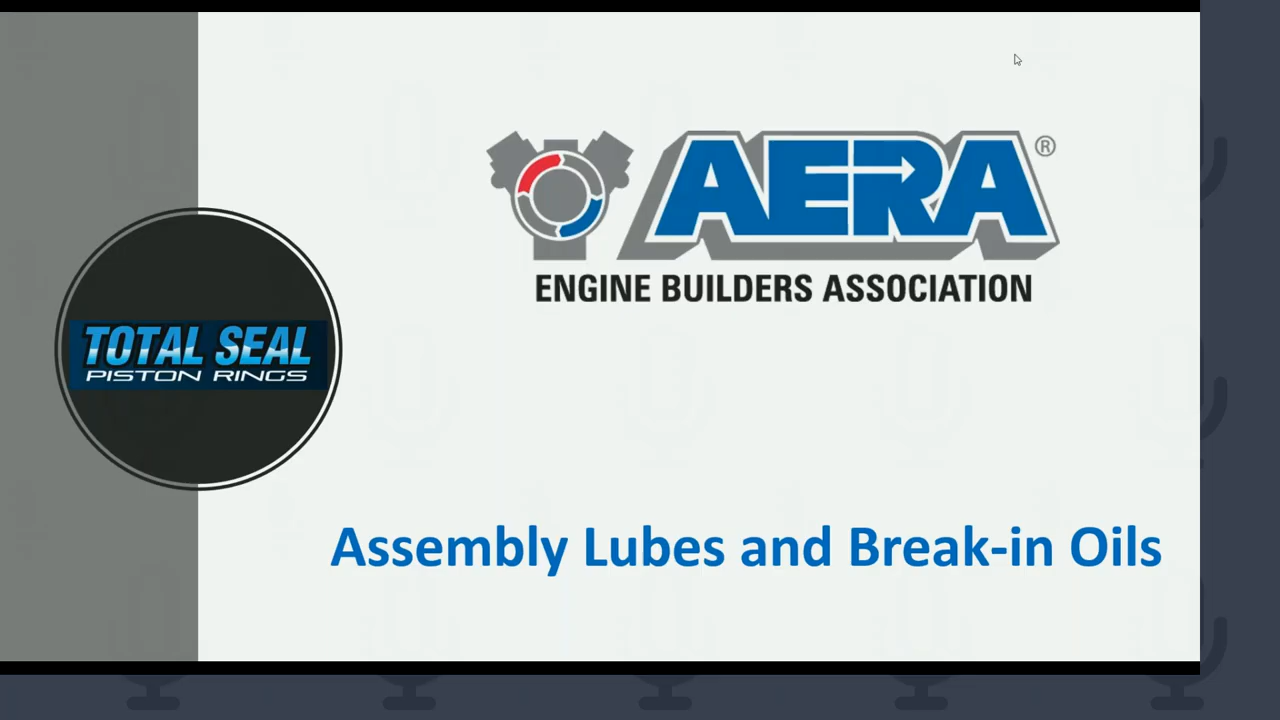 AERA®
ENGINE BUILDERS ASSOCIATION
TOTAL SEAL
PISTON RINGS
Assembly Lubes and Break-in Oils